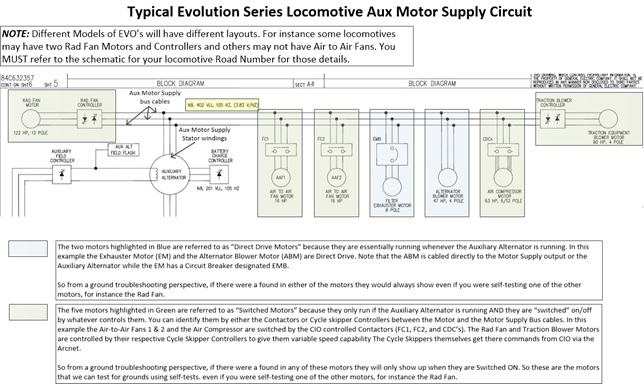 Typical Evolution Series Locomotive Aux Motor Supply Circuit
NOTE: Different Models of EVO's will have different layouts. For instance some locomotives
may have two Rad Fan Motors and Controllers and others may not have Air to Air Fans. You
MUST refer to the schematic for your locomotive Road Number for those details.
84C632357
CONT ON SH6 SH 5
BLOCK DIAGRAM
SECT A4
BLOCK DIAGRAM
RAD FAN
MOTOR
RAD FAN
CONTROLLER
122 HP, 12 POLE
Aux Motor Supply
bus cables
N8, 402 VLL, 105 HZ, (3.83 V/HZ)
TRACTION BLOWER
CONTROLLER
TRACTION EQUIPMENT
BLOWER MOTOR
80 HP, 4 POLE
Aux Motor Supply
Stator windings
AUX ALT
FIELD FLASH
AUXILIARY
FIELD
CONTROLLER
AUXILIARY
ALTERNATOR
BATTERY
CHARGE
CONTROLLER
N8, 201 VLL, 105 HZ
FC1
AAF1
AIR TO AIR
FAN MOTOR
16 HP
FC2
AAF2
AIR TO AIR
FAN MOTOR
16 HP
EMB
FILTER
EXHAUSTER MOTOR
8 POLE
ALTERNATOR
BLOWER MOTOR
47 HP, 4 POLE
CDCs
AIR COMPRESSOR
MOTOR
63 HP, 6/12 POLE
The two motors highlighted in Blue are referred to as "Direct Drive Motors" because they are essentially running whenever the Auxiliary Alternator is running. In this
example the Exhauster Motor (EM) and the Alternator Blower Motor (ABM) are Direct Drive. Note that the ABM is cabled directly to the Motor Supply output or the
Auxiliary Alternator while the EM has a Circuit Breaker designated EMB.
So from a ground troubleshooting perspective, if there were a found in either of the motors they would always show even if you were self-testing one of the other
motors, for instance the Rad Fan.
The five motors highlighted in Green are referred to as "Switched Motors" because they only run if the Auxiliary Alternator is running AND they are "switched" on/off
by whatever controls them. You can identify them by either the Contactors or Cycle skipper Controllers between the Motor and the Motor Supply Bus cables. In this
example the Air-to-Air Fans 1 & 2 and the Air Compressor are switched by the CIO controlled Contactors (FC1, FC2, and CDC's). The Rad Fan and Traction Blower Motors
are controlled by their respective Cycle Skipper Controllers to give them variable speed capability The Cycle Skippers themselves get there commands from CIO via the
Arcnet.
So from a ground troubleshooting perspective, if there were a found in any of these motors they will only show up when they are Switched ON. So these are the motors
that we can test for grounds using self-tests. even if you were self-testing one of the other motors, for instance the Rad Fan.